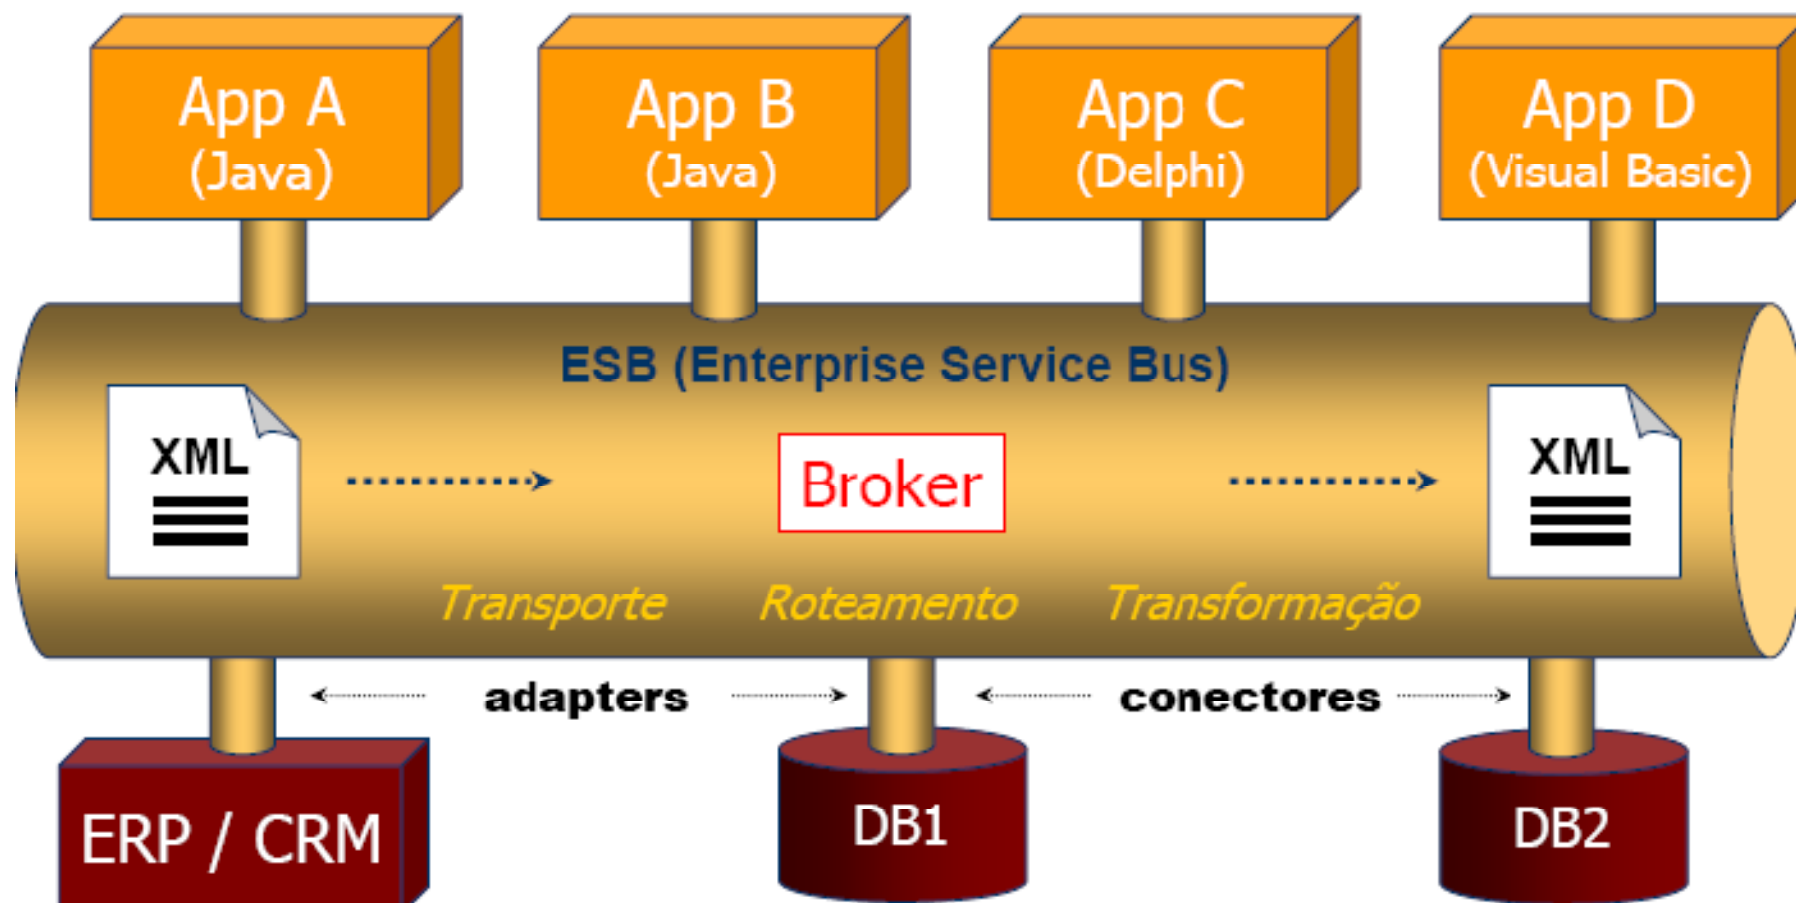 App A
(Java)
App B
(Java)
App C
(Delphi)
App D
(Visual Basic)
ESB (Enterprise Service Bus)
XML
Broker
XML
Transporte
Roteamento
Transformação
adapters
conectores
ERP / CRM
DB1
DB2